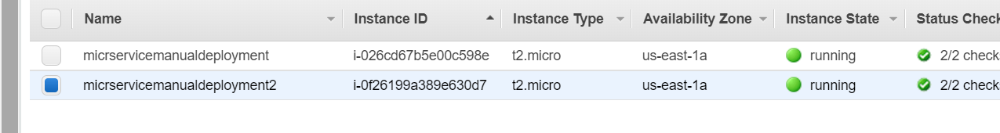 Name Instance ID Instance Type Availability Zone Instance State Status Check
micrservicemanualdeployment i-026cd67b5e00c598e t2.micro us-east-1a running 2/2 check
micrservicemanualdeployment2 i-0f26199a389e630d7 t2.micro us-east-1a running 2/2 check